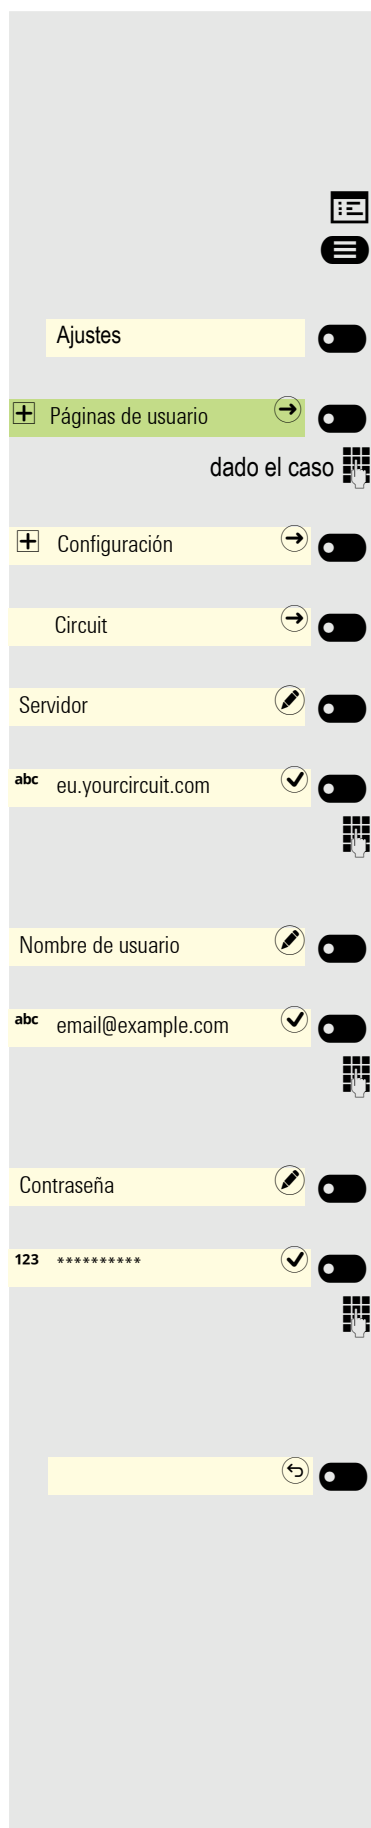 Ajustes
Páginas de usuario
dado el caso
Configuración
Circuit
Servidor
abc eu.yourcircuit.com
Nombre de usuario
abc email@example.com
Contraseña
123 **********